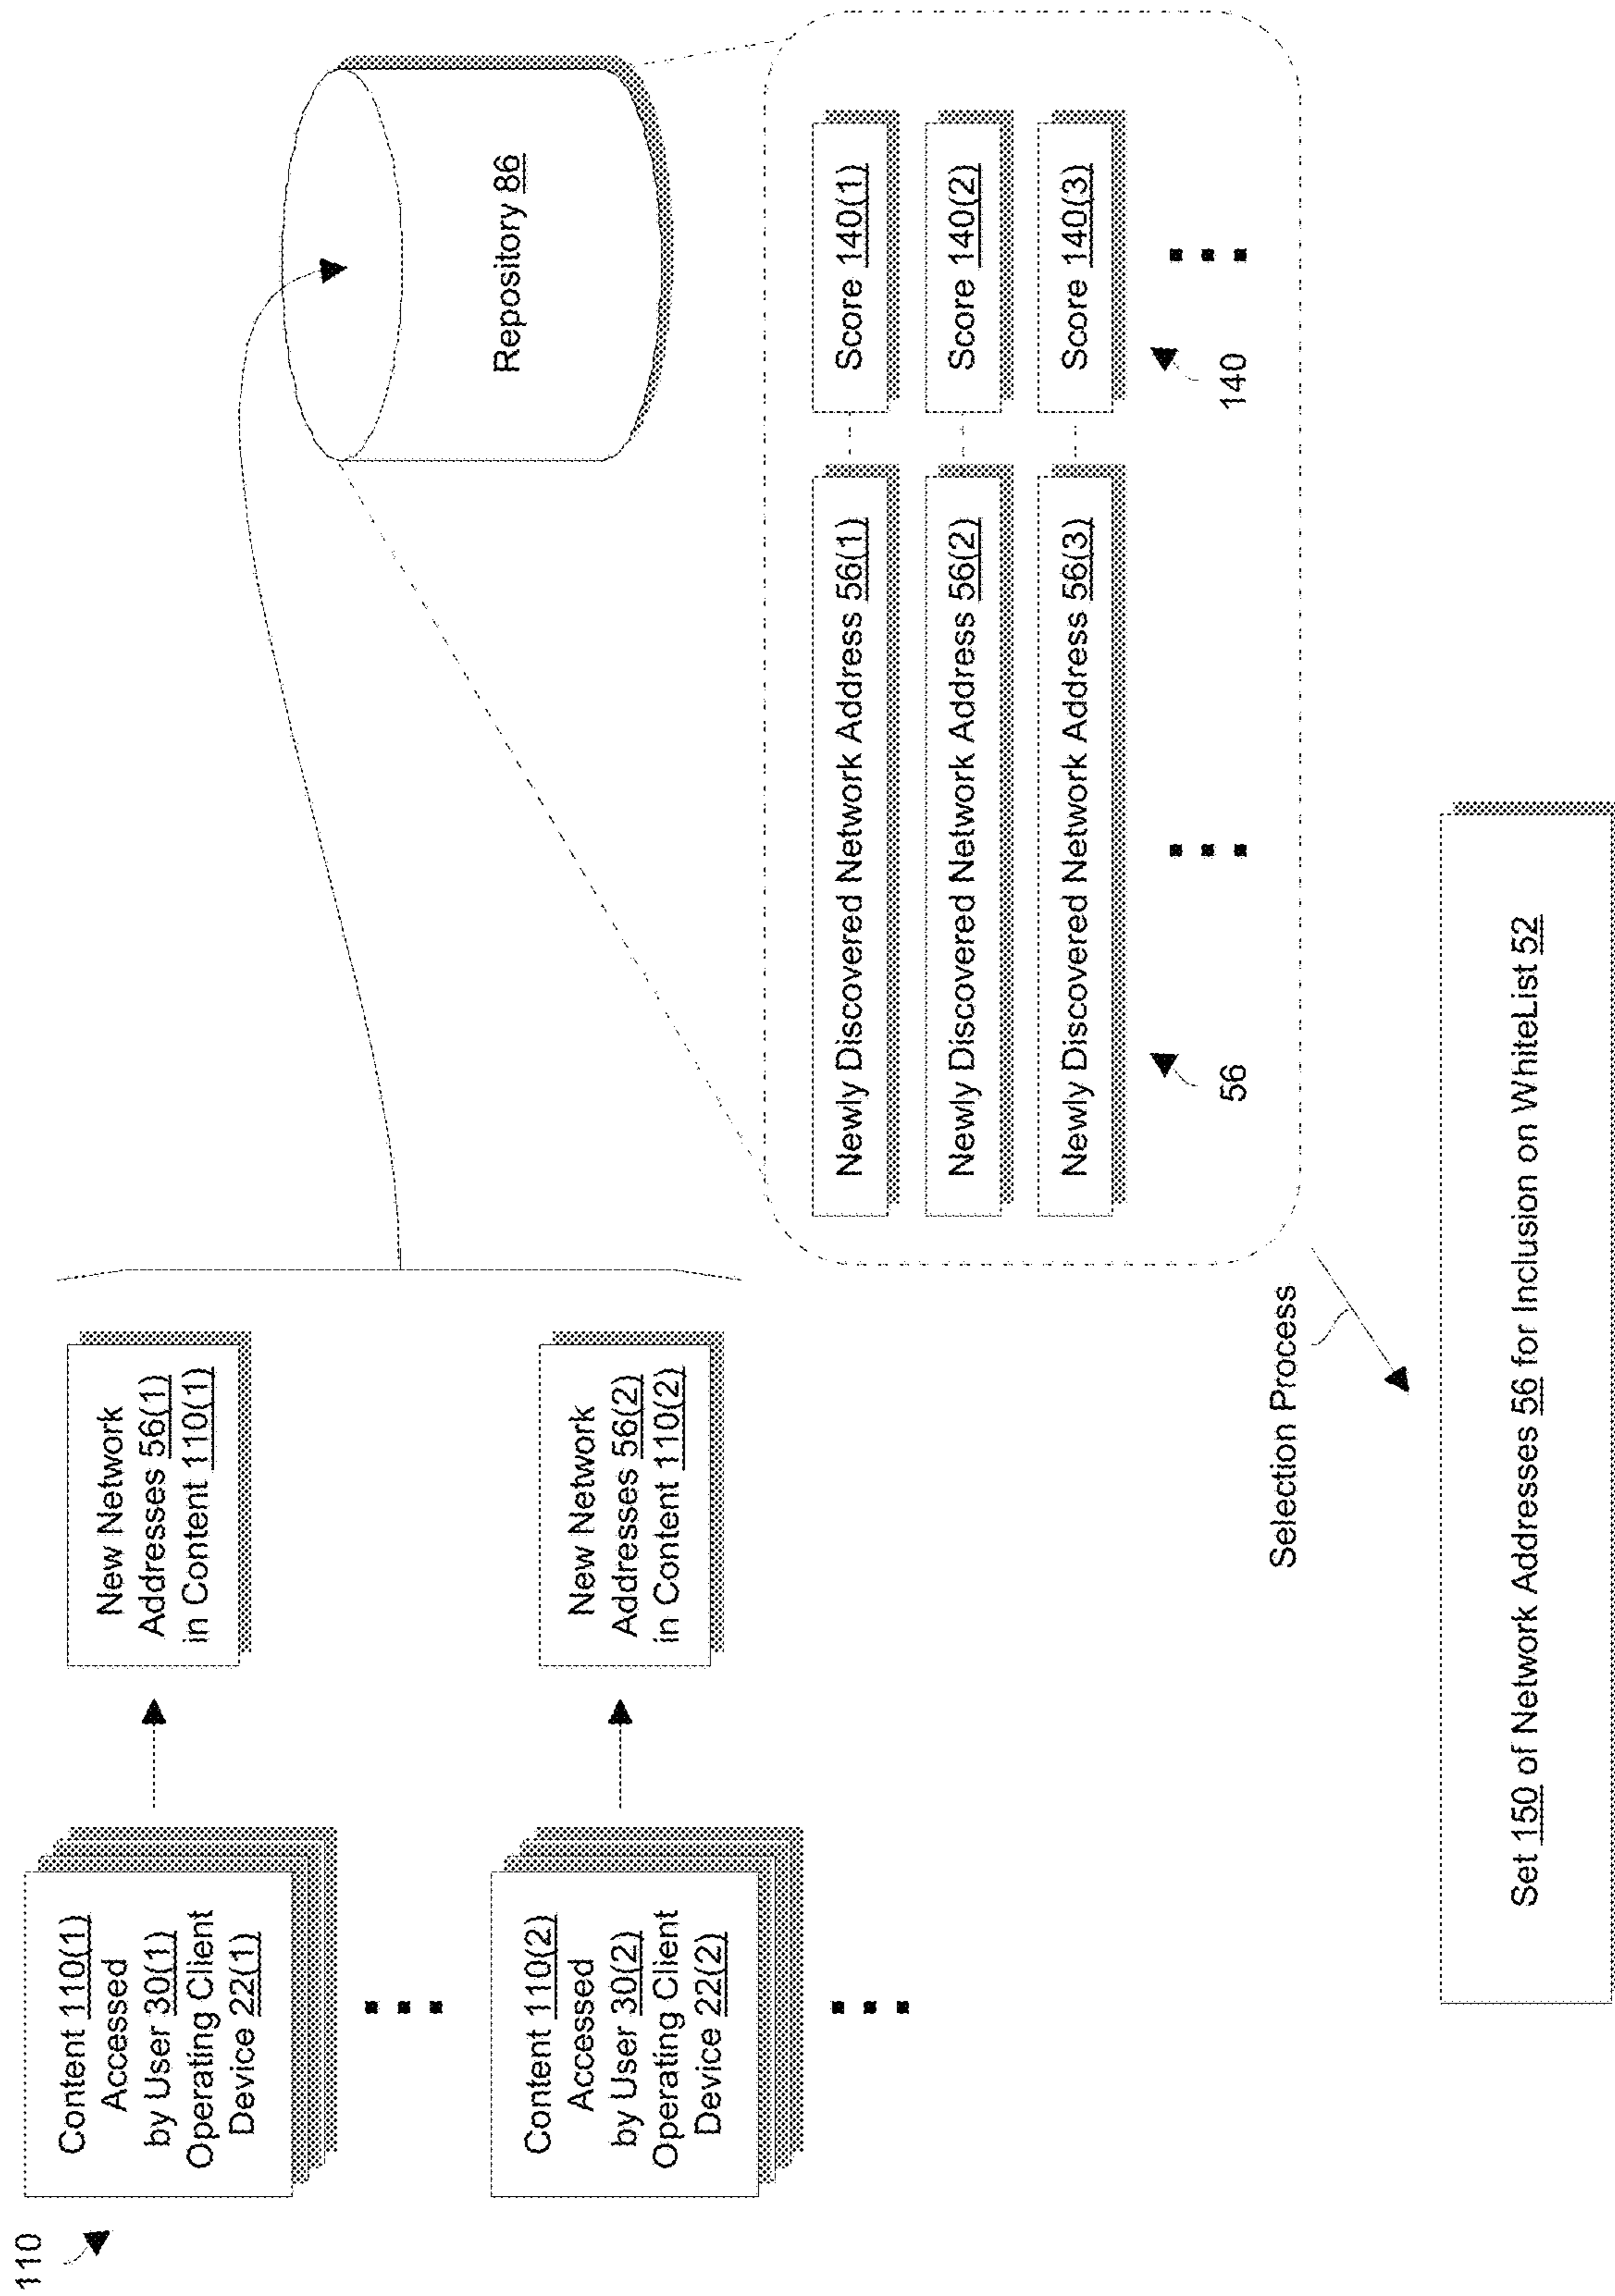 110
Content 110(1)
Accessed
by User 30(1)
Operating Client
Device 22(1)
New Network
Addresses 56(1)
in Content 110(1)
Content 110(2)
Accessed
by User 30(2)
Operating Client
Device 22(2)
New Network
Addresses 56(2)
in Content 110(2)
Repository 86
Newly Discovered Network Address 56(1)
Score 140(1)
Newly Discovered Network Address 56(2)
Score 140(2)
Newly Discovered Network Address 56(3)
Score 140(3)
56
140
Selection Process
Set 150 of Network Addresses 56 for Inclusion on WhiteList 52